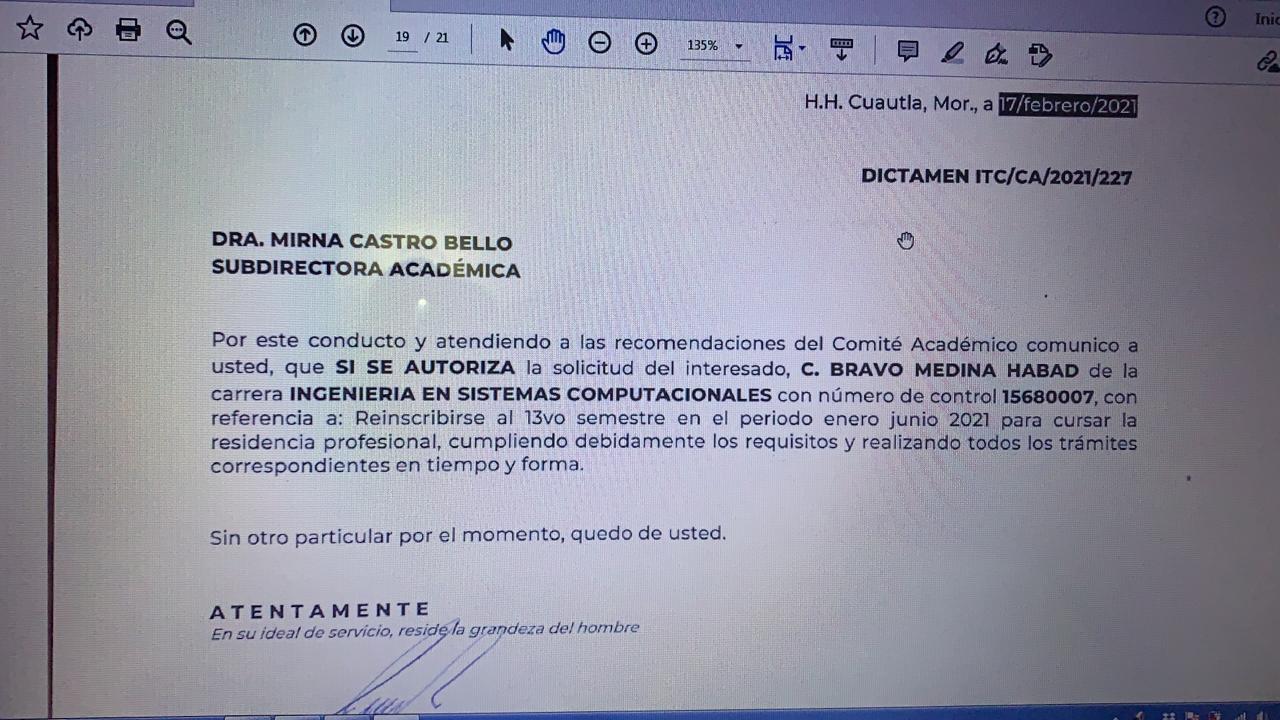 19 / 21
135%
H.H. Cuautla, Mor., a 17/febrero/2021
DICTAMEN ITC/CA/2021/227
DRA. MIRNA CASTRO BELLO
SUBDIRECTORA ACADÉMICA
Por este conducto y atendiendo a las recomendaciones del Comité Académico comunico a
usted, que SI SE AUTORIZA la solicitud del interesado, C. BRAVO MEDINA HABAD de la
carrera INGENIERIA EN SISTEMAS COMPUTACIONALES con número de control 15680007, con
referencia a: Reinscribirse al 13vo semestre en el periodo enero junio 2021 para cursar la
residencia profesional, cumpliendo debidamente los requisitos y realizando todos los trámites
correspondientes en tiempo y forma.
Sin otro particular por el momento, quedo de usted.
ATENTAMENTE
En su ideal de servicio, reside la grandeza del hombre